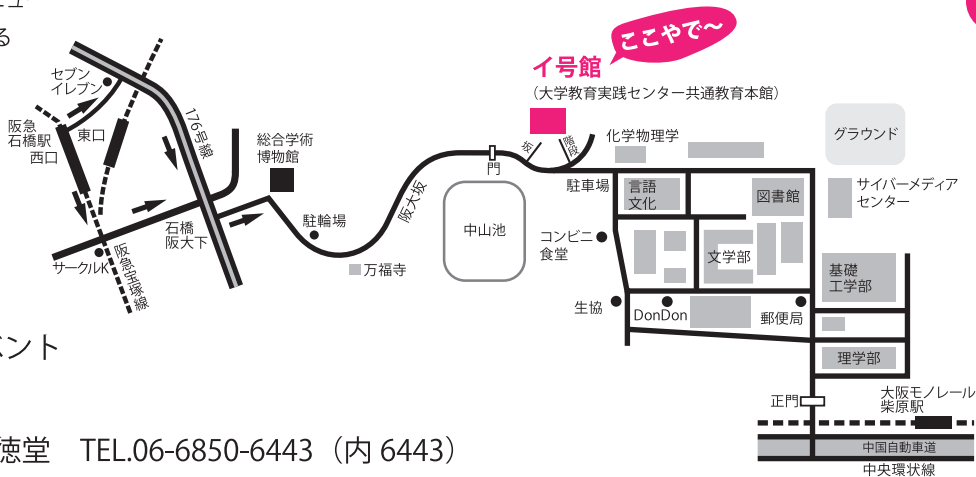 ュ
る
セブン
イレブン
阪急
石橋駅
西口
東口
176号線
総合学術
博物館
石橋
阪大下
サークルK
阪急宝塚線
駐輪場
万福寺
阪大坂
門
中山池
ここやで〜
イ号館
（大学教育実践センター共通教育本館）
坂
階段
化学物理学
グラウンド
駐車場
言語
文化
図書館
サイバーメディア
センター
コンビニ
食堂
文学部
基礎
工学部
生協
DonDon
郵便局
理学部
正門
大阪モノレール
柴原駅
中国自動車道
中央環状線
ント
徳堂　TEL.06-6850-6443（内 6443）